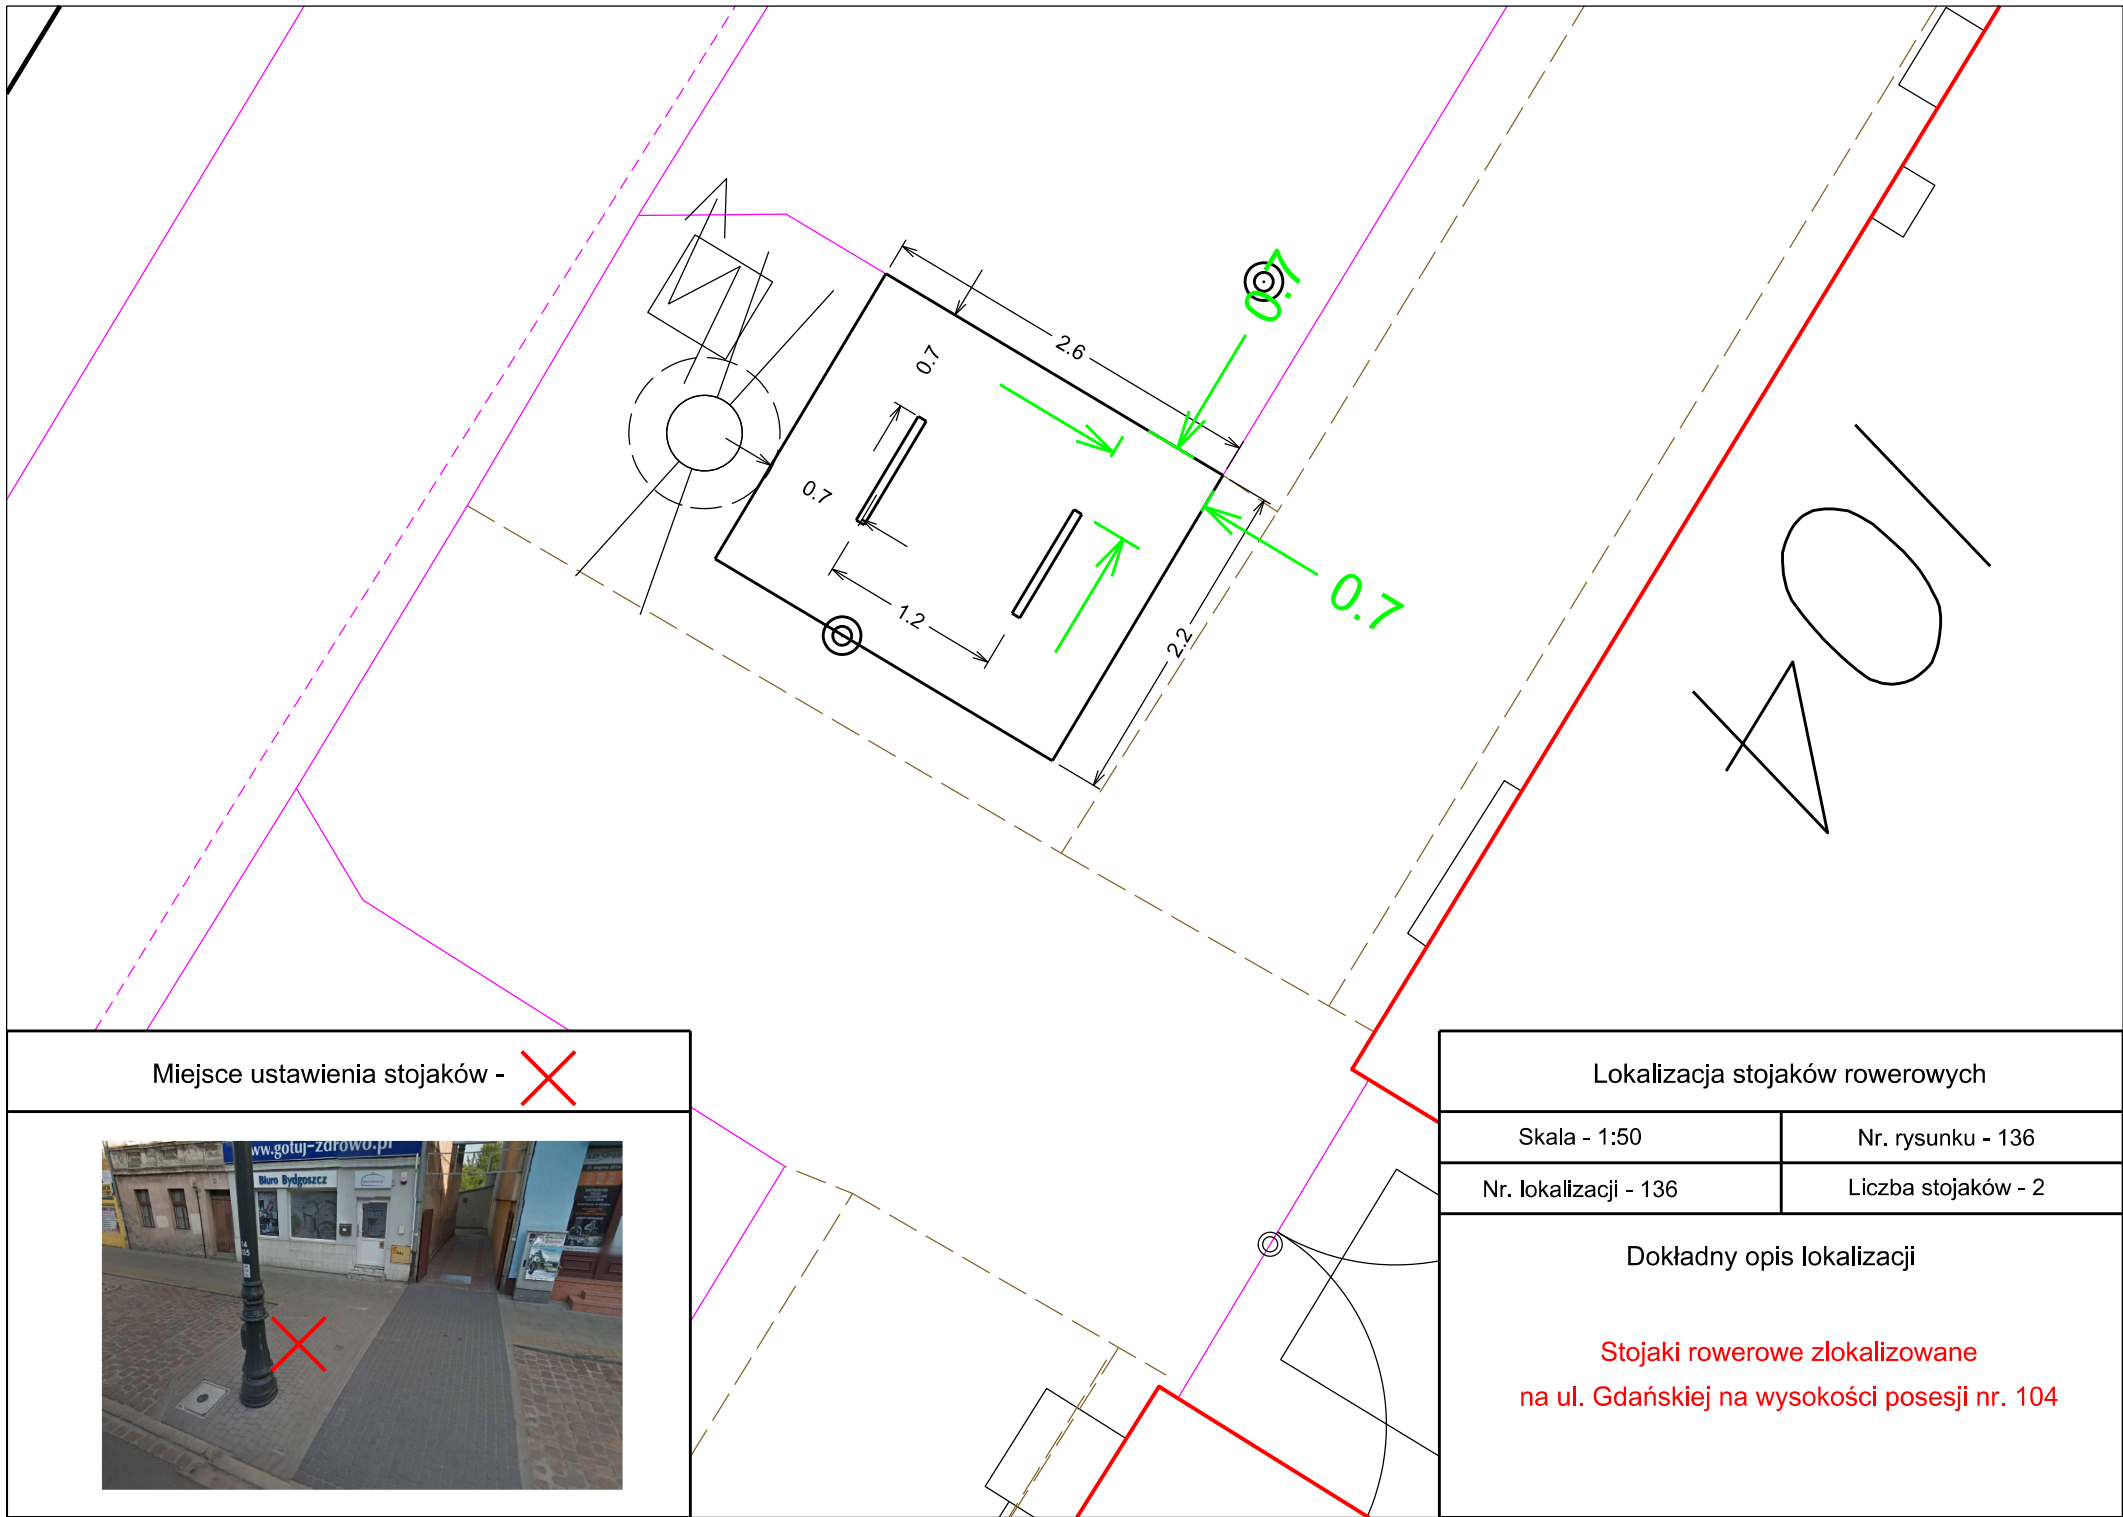 0.7
2.6
0.7
0.7
0.7
1.2
2.2
104
Miejsce ustawienia stojaków -
www.gotuj-zdrowo.pl
Biuro Bydgoszcz
Lokalizacja stojaków rowerowych
Skala - 1:50
Nr. rysunku - 136
Nr. lokalizacji - 136
Liczba stojaków - 2
Dokładny opis lokalizacji
Stojaki rowerowe zlokalizowane
na ul. Gdańskiej na wysokości posesji nr. 104